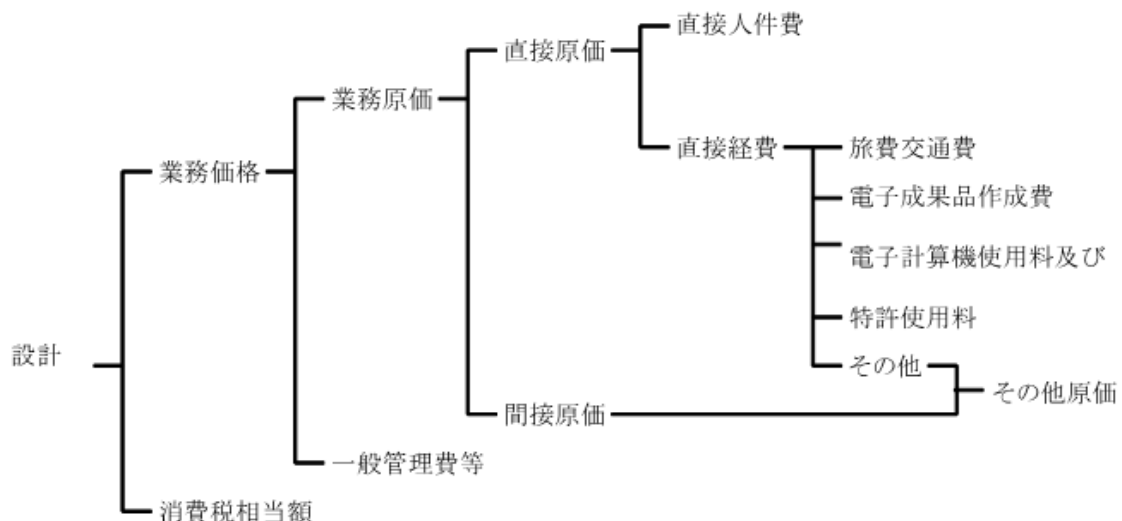 直接人件費
直接原価
業務原価
直接経費
旅費交通費
業務価格
電子成果品作成費
電子計算機使用料及び
特許使用料
設計
その他
その他原価
間接原価
一般管理費等
消費税相当額